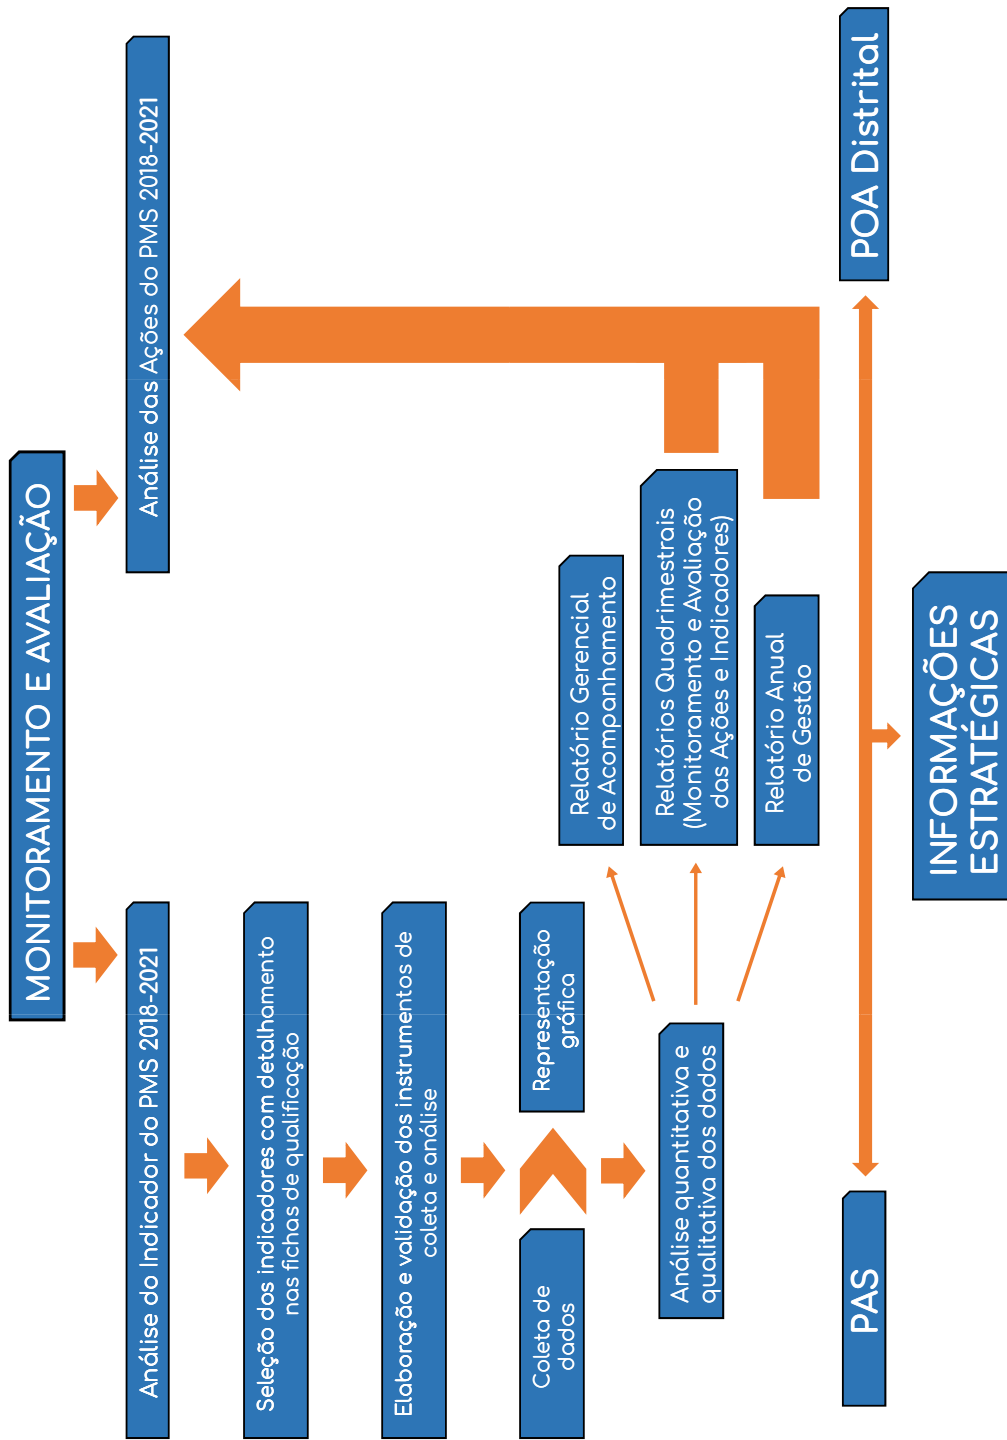 MONITORAMENTO E AVALIAÇÃO
Análise do Indicador do PMS 2018-2021
Análise das Ações do PMS 2018-2021
Seleção dos indicadores com detalhamento
nas fichas de qualificação
Elaboração e validação dos instrumentos de
coleta e análise
Coleta de
dados
Representação
gráfica
Análise quantitativa e
qualitativa dos dados
Relatório Gerencial
de Acompanhamento
Relatórios Quadrimestrais
(Monitoramento e Avaliação
das Ações e Indicadores)
Relatório Anual
de Gestão
PAS
POA Distrital
INFORMAÇÕES
ESTRATÉGICAS